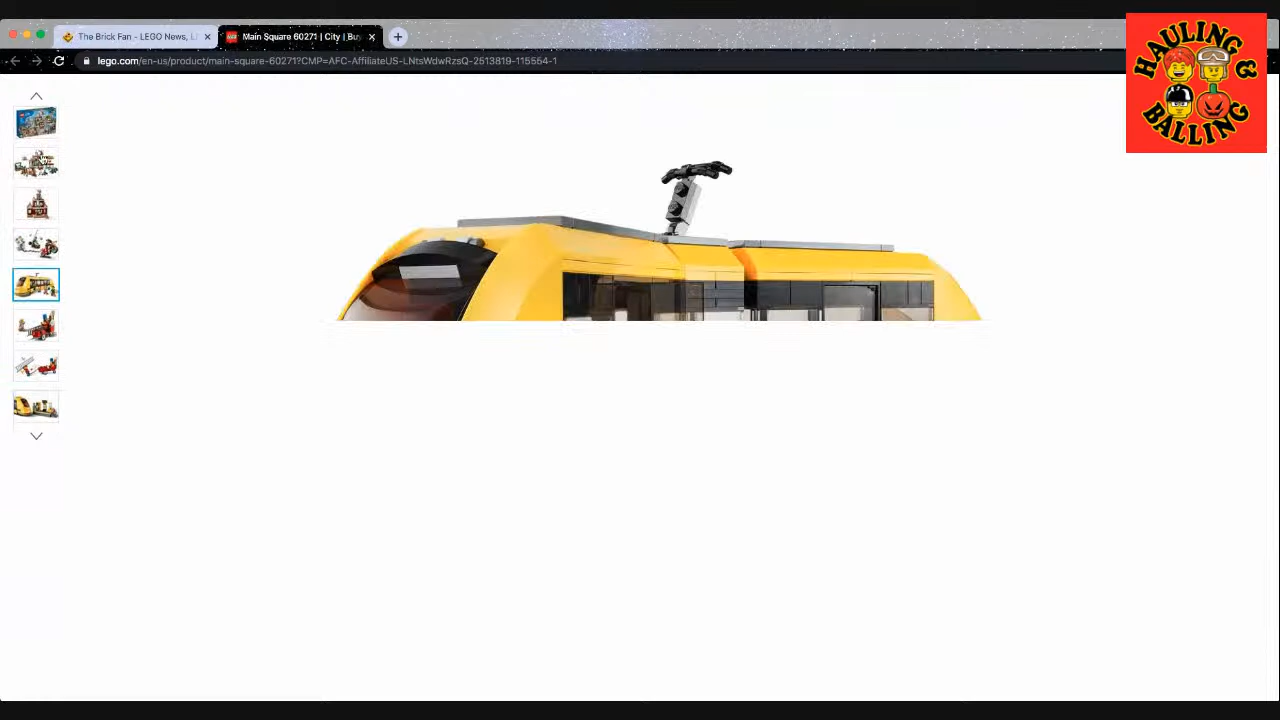 The Brick Fan - LEGO News, L
Main Square 60271 | City | Bu
lego.com/en-us/product/main-square-60271?CMP=AFC-AffiliateUS-LNtsWdwRzsQ-2513819-115554-1
HAULING &
BALLING